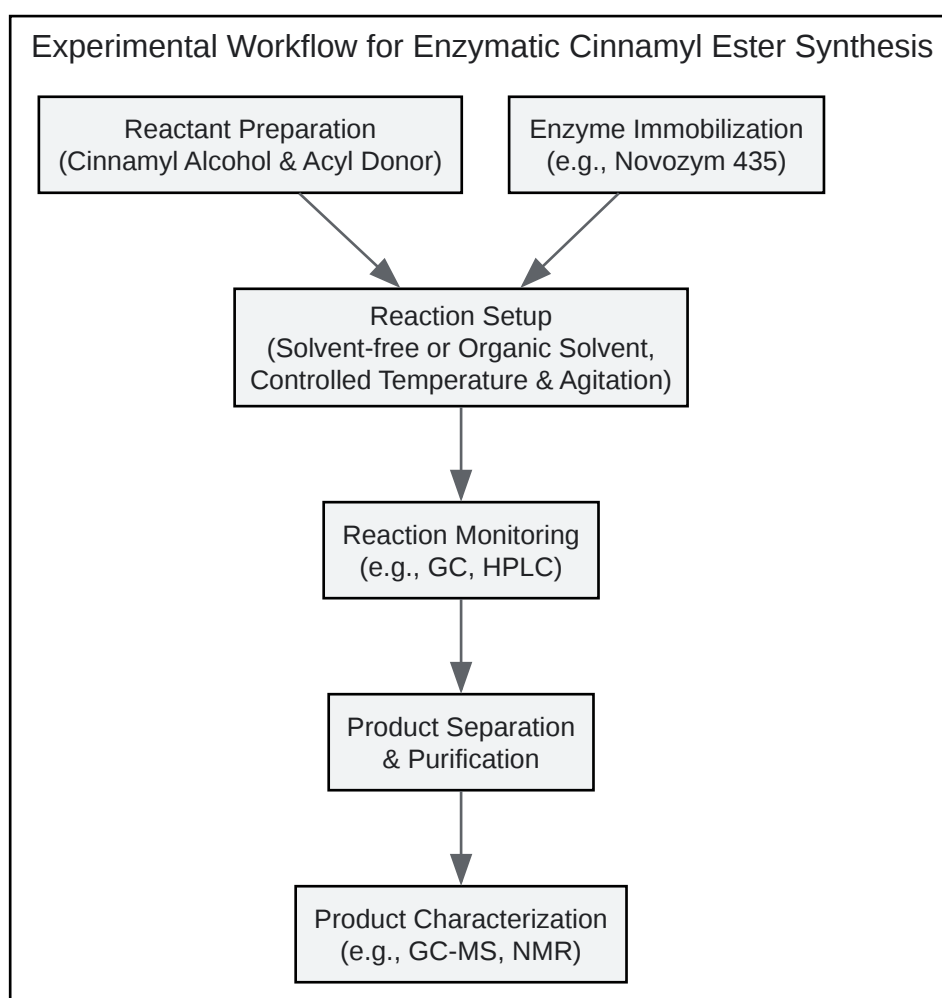 Experimental Workflow for Enzymatic Cinnamyl Ester Synthesis
Reactant Preparation
(Cinnamyl Alcohol & Acyl Donor)
Enzyme Immobilization
(e.g., Novozym 435)
Reaction Setup
(Solvent-free or Organic Solvent,
Controlled Temperature & Agitation)
Reaction Monitoring
(e.g., GC, HPLC)
Product Separation
& Purification
Product Characterization
(e.g., GC-MS, NMR)